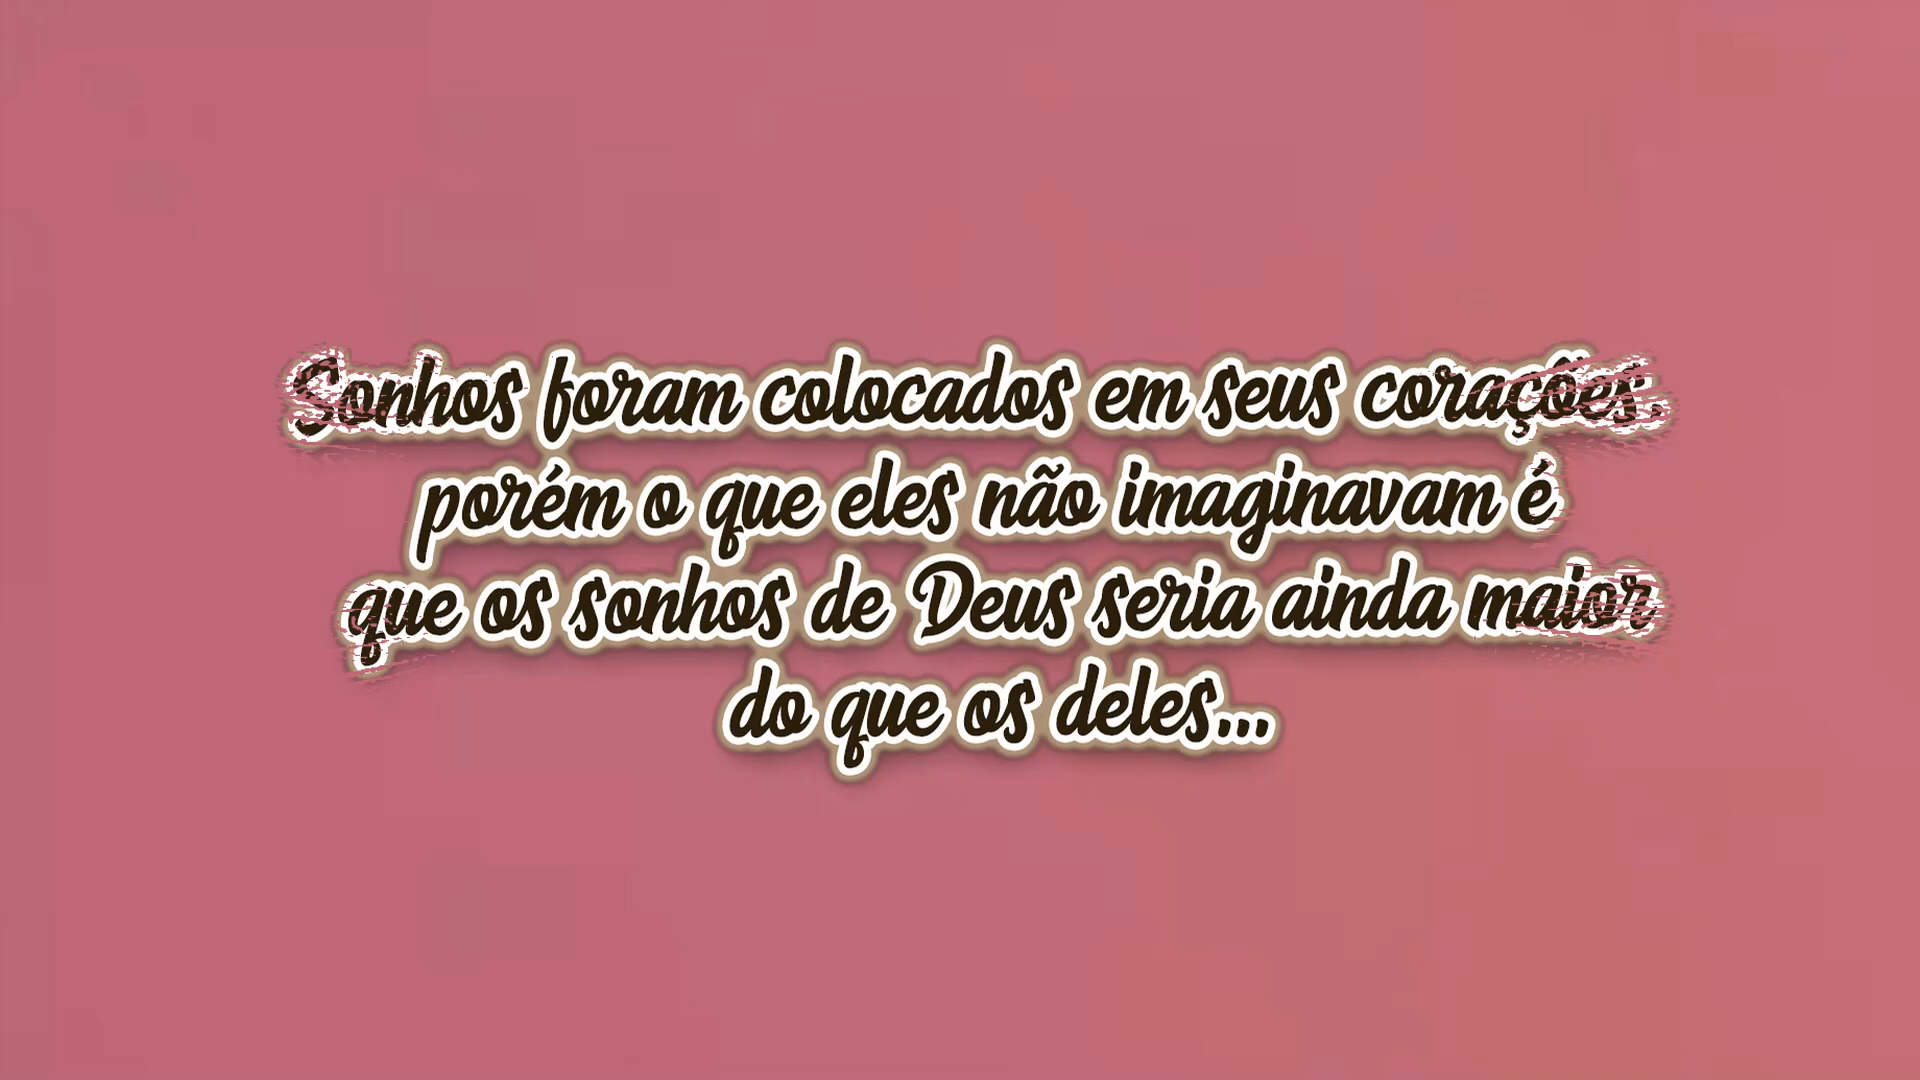 Sonhos foram colocados em seus corações,
porém o que eles não imaginavam é
que os sonhos de Deus seria ainda maior
do que os deles...